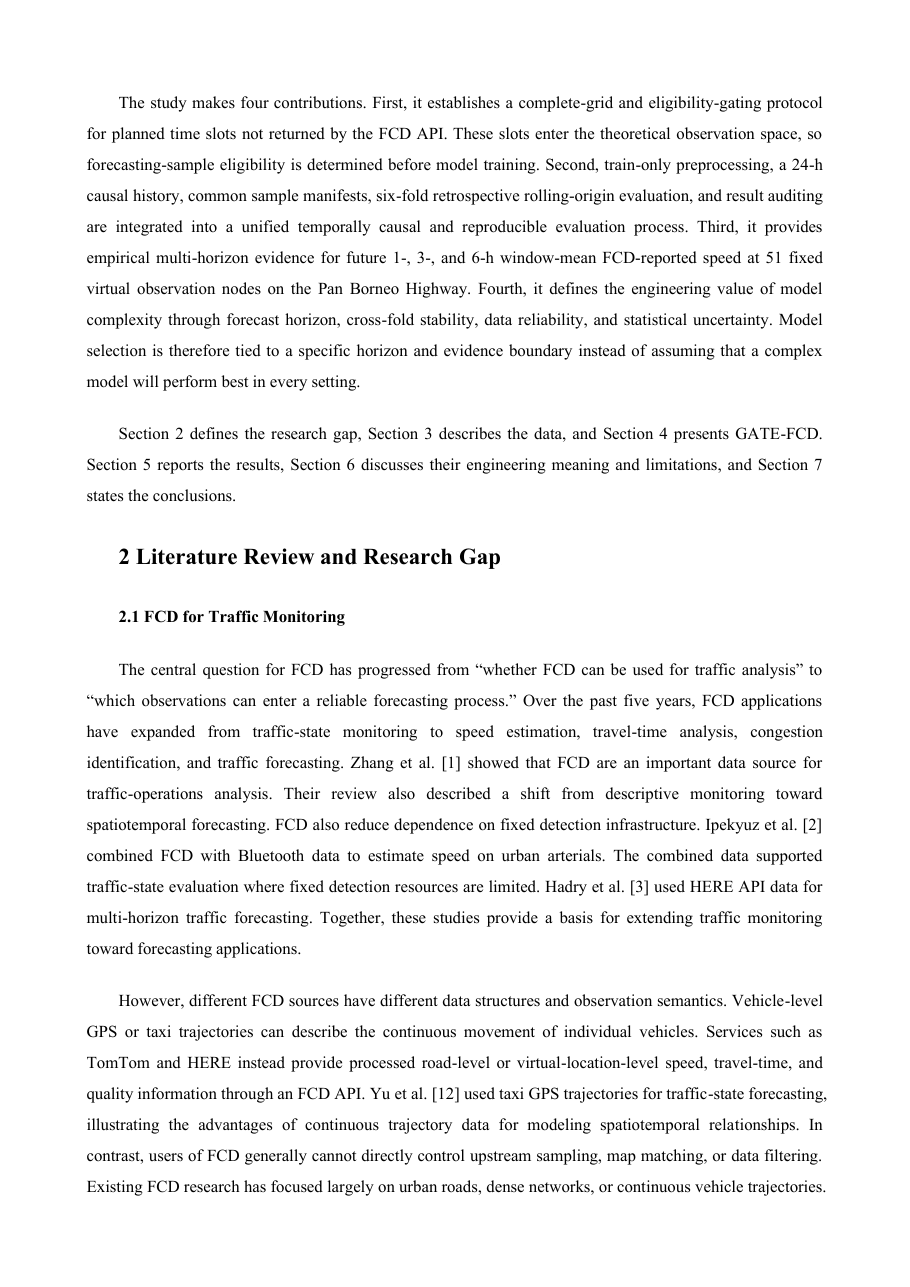 The study makes four contributions. First, it establishes a complete-grid and eligibility-gating protocol
for planned time slots not returned by the FCD API. These slots enter the theoretical observation space, so
forecasting-sample eligibility is determined before model training. Second, train-only preprocessing, a 24-h
causal history, common sample manifests, six-fold retrospective rolling-origin evaluation, and result auditing
are integrated into a unified temporally causal and reproducible evaluation process. Third, it provides
empirical multi-horizon evidence for future 1-, 3-, and 6-h window-mean FCD-reported speed at 51 fixed
virtual observation nodes on the Pan Borneo Highway. Fourth, it defines the engineering value of model
complexity through forecast horizon, cross-fold stability, data reliability, and statistical uncertainty. Model
selection is therefore tied to a specific horizon and evidence boundary instead of assuming that a complex
model will perform best in every setting.
Section 2 defines the research gap, Section 3 describes the data, and Section 4 presents GATE-FCD.
Section 5 reports the results, Section 6 discusses their engineering meaning and limitations, and Section 7
states the conclusions.
2 Literature Review and Research Gap
2.1 FCD for Traffic Monitoring
The central question for FCD has progressed from “whether FCD can be used for traffic analysis” to
“which observations can enter a reliable forecasting process.” Over the past five years, FCD applications
have expanded from traffic-state monitoring to speed estimation, travel-time analysis, congestion
identification, and traffic forecasting. Zhang et al. [1] showed that FCD are an important data source for
traffic-operations analysis. Their review also described a shift from descriptive monitoring toward
spatiotemporal forecasting. FCD also reduce dependence on fixed detection infrastructure. Ipekyuz et al. [2]
combined FCD with Bluetooth data to estimate speed on urban arterials. The combined data supported
traffic-state evaluation where fixed detection resources are limited. Hadry et al. [3] used HERE API data for
multi-horizon traffic forecasting. Together, these studies provide a basis for extending traffic monitoring
toward forecasting applications.
However, different FCD sources have different data structures and observation semantics. Vehicle-level
GPS or taxi trajectories can describe the continuous movement of individual vehicles. Services such as
TomTom and HERE instead provide processed road-level or virtual-location-level speed, travel-time, and
quality information through an FCD API. Yu et al. [12] used taxi GPS trajectories for traffic-state forecasting,
illustrating the advantages of continuous trajectory data for modeling spatiotemporal relationships. In
contrast, users of FCD generally cannot directly control upstream sampling, map matching, or data filtering.
Existing FCD research has focused largely on urban roads, dense networks, or continuous vehicle trajectories.